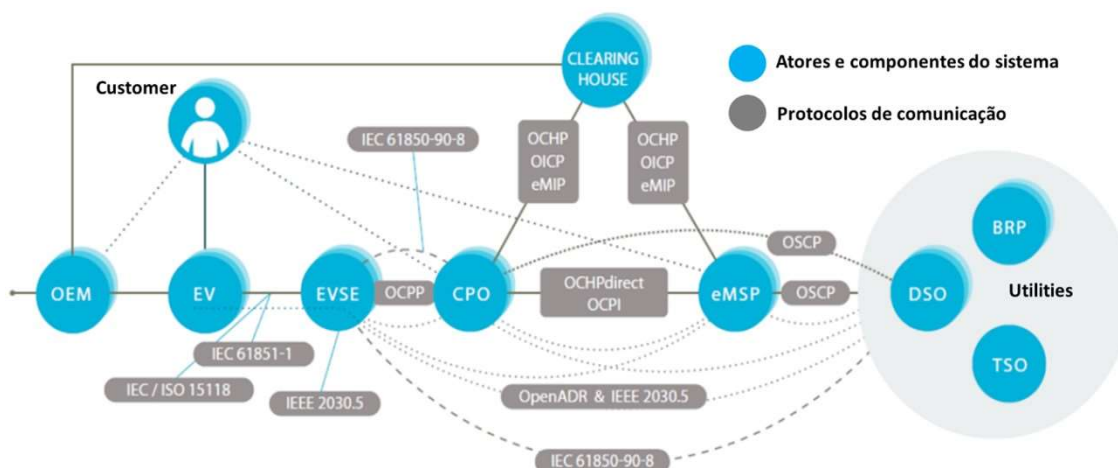 CLEARING
HOUSE
Atores e componentes do sistema
Protocolos de comunicação
Customer
IEC 61850-90-8
OCHP
OICP
eMIP
OCHP
OICP
eMIP
BRP
OSCP
OEM
EV
EVSE
OCPP
CPO
OCHPdirect
OCPI
eMSP
OSCP
DSO
Utilities
IEC 61851-1
IEC / ISO 15118
IEEE 2030.5
OpenADR & IEEE 2030.5
TSO
IEC 61850-90-8